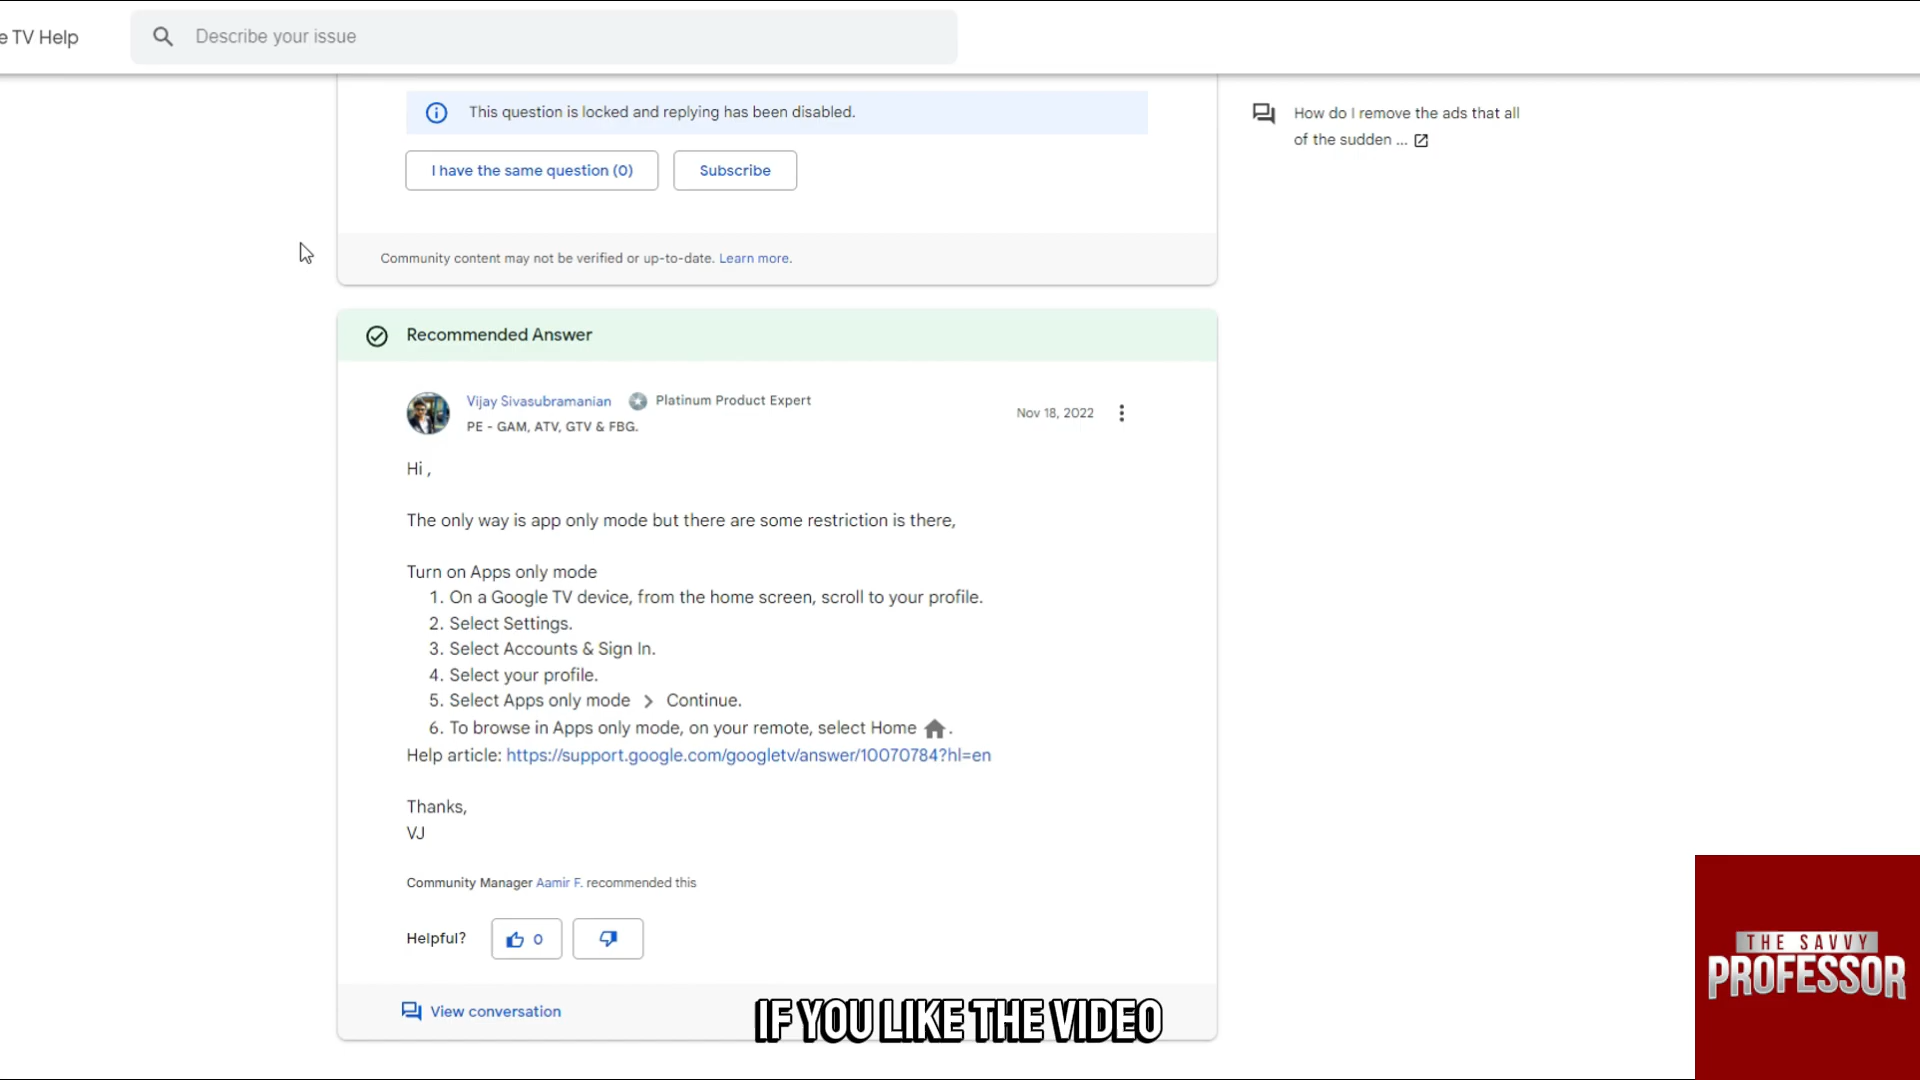 e TV Help
Describe your issue
This question is locked and replying has been disabled.
I have the same question (0)
Subscribe
How do I remove the ads that all
of the sudden ...
Community content may not be verified or up-to-date. Learn more.
Recommended Answer
Vijay Sivasubramanian
Platinum Product Expert
PE - GAM, ATV, GTV & FBG.
Nov 18, 2022
Hi ,
The only way is app only mode but there are some restriction is there,
Turn on Apps only mode
1. On a Google TV device, from the home screen, scroll to your profile.
2. Select Settings.
3. Select Accounts & Sign In.
4. Select your profile.
5. Select Apps only mode > Continue.
6. To browse in Apps only mode, on your remote, select Home .
Help article: https://support.google.com/googletv/answer/10070784?hl=en
Thanks,
VJ
Community Manager Aamir F. recommended this
Helpful?
0
View conversation
IF YOU LIKE THE VIDEO
THE SAVVY
PROFESSOR